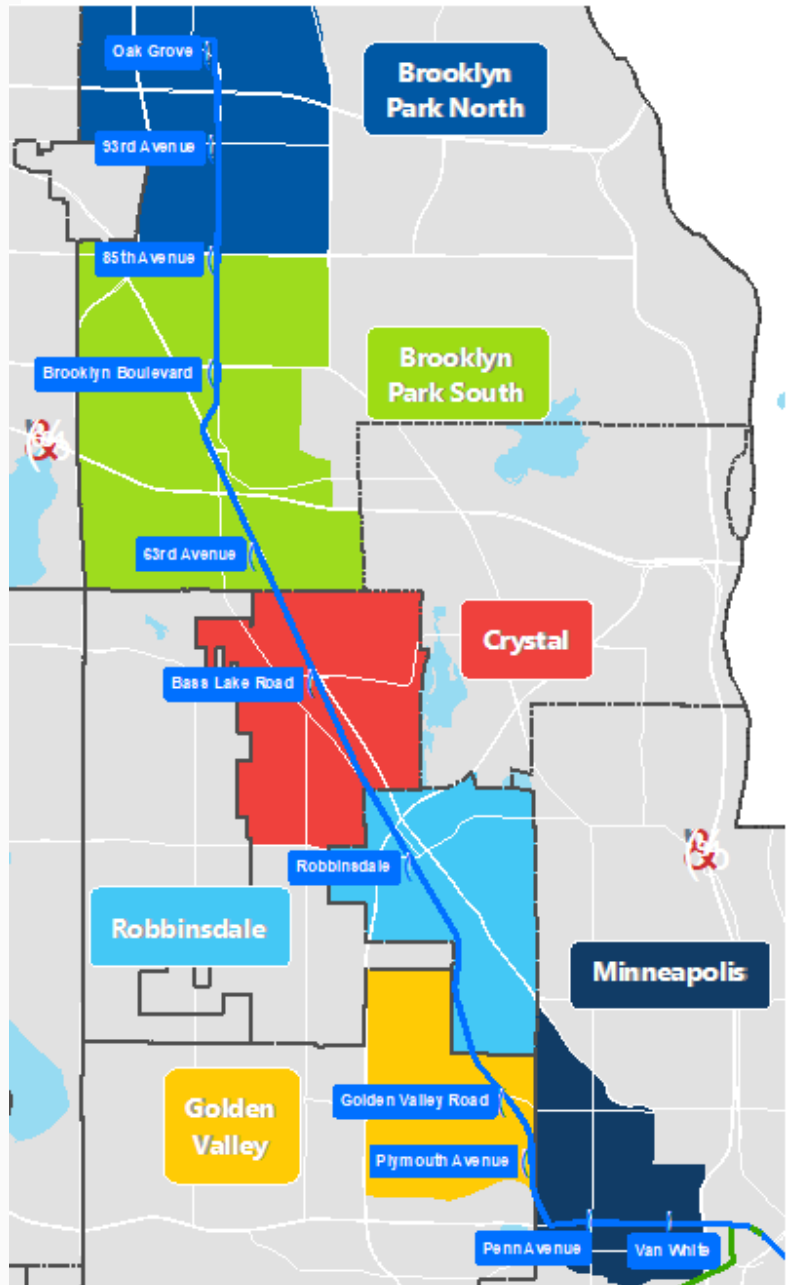 Oak Grove
Brooklyn
Park North
93rd Avenue
85th Avenue
Brooklyn Boulevard
Brooklyn
Park South
63rd Avenue
Crystal
Bass Lake Road
Robbinsdale
Robbinsdale
Minneapolis
Golden Valley Road
Golden
Valley
Plymouth Avenue
Penn Avenue
Van White